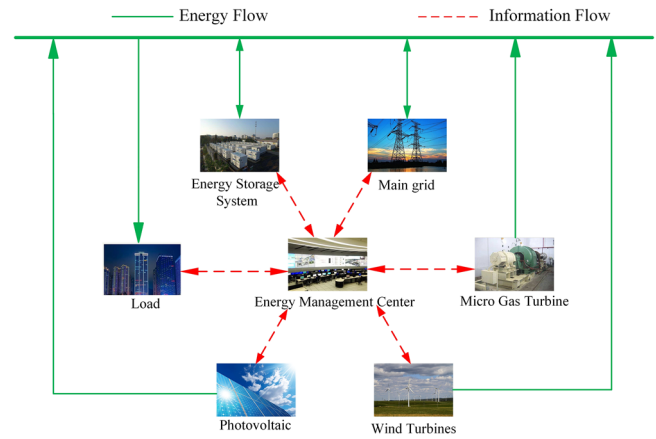 Energy Flow
Information Flow
Energy Storage
System
Main grid
Load
Energy Management Center
Micro Gas Turbine
Photovoltaic
Wind Turbines